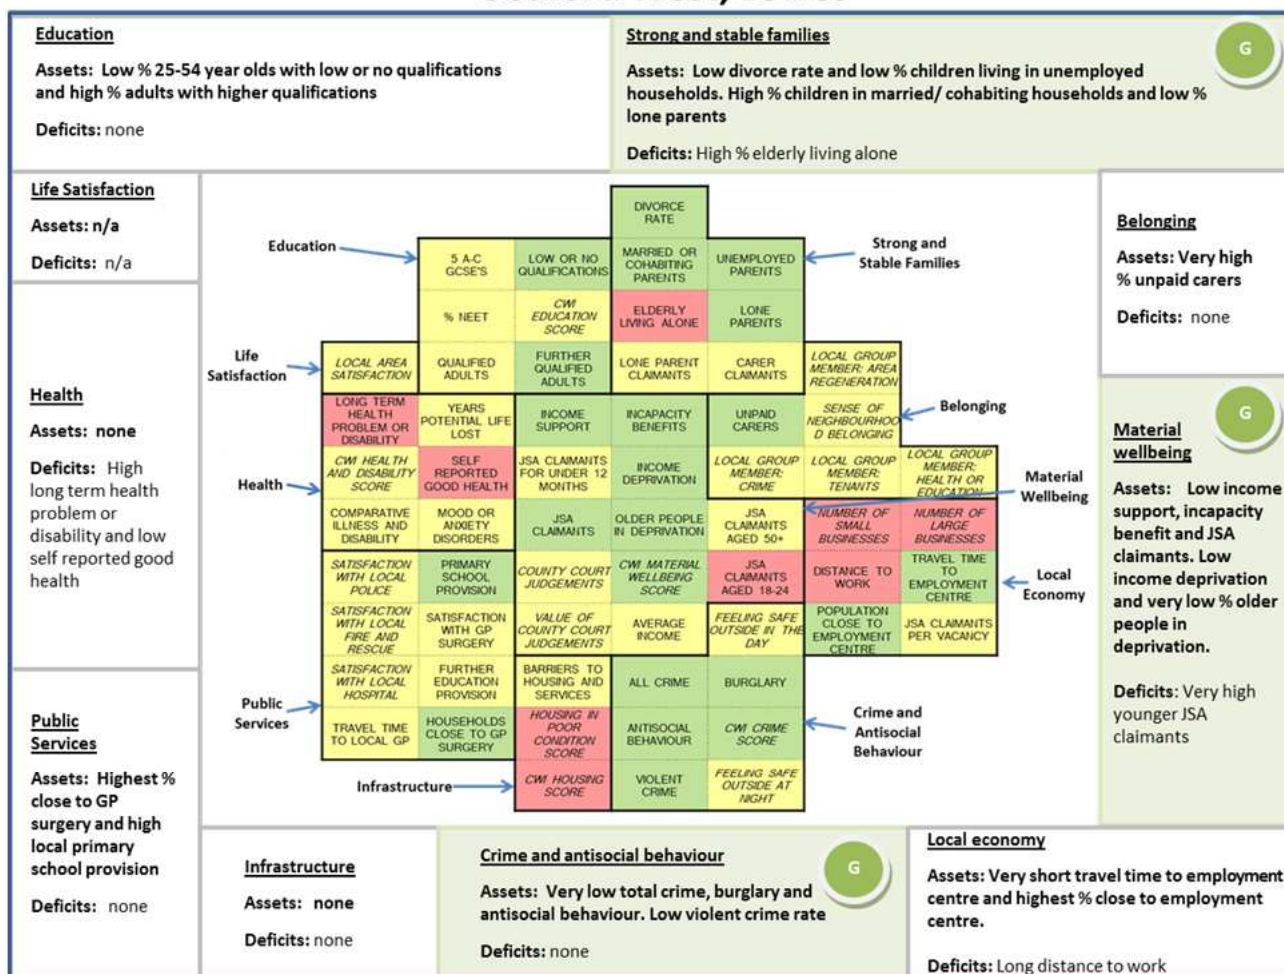 Education
Assets: Low % 25-54 year olds with low or no qualifications
and high % adults with higher qualifications
Deficits: none
Strong and stable families
G
Assets: Low divorce rate and low % children living in unemployed
households. High % children in married/ cohabiting households and low %
lone parents
Deficits: High % elderly living alone
Life Satisfaction
Assets: n/a
Deficits: n/a
Health
Assets: none
Deficits: High
long term health
problem or
disability and low
self reported good
health
Public
Services
Assets: Highest %
close to GP
surgery and high
local primary
school provision
Deficits: none
Education
Life
Satisfaction
Health
Public
Services
Infrastructure
Strong and
Stable Families
Belonging
Material
Wellbeing
Local
Economy
Crime and
Antisocial
Behaviour
DIVORCE
RATE
5 A-C
GCSE'S
LOW OR NO
QUALIFICATIONS
MARRIED OR
COHABITING
PARENTS
UNEMPLOYED
PARENTS
% NEET
CWI
EDUCATION
SCORE
ELDERLY
LIVING ALONE
LONE
PARENTS
LOCAL AREA
SATISFACTION
QUALIFIED
ADULTS
FURTHER
QUALIFIED
ADULTS
LONE PARENT
CLAIMANTS
CARER
CLAIMANTS
LOCAL GROUP
MEMBER: AREA
REGENERATION
LONG TERM
HEALTH
PROBLEM OR
DISABILITY
YEARS
POTENTIAL LIFE
LOST
INCOME
SUPPORT
INCAPACITY
BENEFITS
UNPAID
CARERS
SENSE OF
NEIGHBOURHOO
D BELONGING
CWI HEALTH
AND DISABILITY
SCORE
SELF
REPORTED
GOOD HEALTH
JSA CLAIMANTS
FOR UNDER 12
MONTHS
INCOME
DEPRIVATION
LOCAL GROUP
MEMBER:
CRIME
LOCAL GROUP
MEMBER:
TENANTS
LOCAL GROUP
MEMBER:
HEALTH OR
EDUCATION
COMPARATIVE
ILLNESS AND
DISABILITY
MOOD OR
ANXIETY
DISORDERS
JSA
CLAIMANTS
OLDER PEOPLE
IN DEPRIVATION
JSA
CLAIMANTS
AGED 50+
NUMBER OF
SMALL
BUSINESSES
NUMBER OF
LARGE
BUSINESSES
SATISFACTION
WITH LOCAL
POLICE
PRIMARY
SCHOOL
PROVISION
COUNTY COURT
JUDGEMENTS
CWI MATERIAL
WELLBEING
SCORE
JSA
CLAIMANTS
AGED 18-24
DISTANCE TO
WORK
TRAVEL TIME
TO
EMPLOYMENT
CENTRE
SATISFACTION
WITH LOCAL
FIRE AND
RESCUE
SATISFACTION
WITH GP
SURGERY
VALUE OF
COUNTY COURT
JUDGEMENTS
AVERAGE
INCOME
FEELING SAFE
OUTSIDE IN THE
DAY
POPULATION
CLOSE TO
EMPLOYMENT
CENTRE
JSA CLAIMANTS
PER VACANCY
SATISFACTION
WITH LOCAL
HOSPITAL
FURTHER
EDUCATION
PROVISION
BARRIERS TO
HOUSING AND
SERVICES
ALL CRIME
BURGLARY
TRAVEL TIME
TO LOCAL GP
HOUSEHOLDS
CLOSE TO GP
SURGERY
HOUSING IN
POOR
CONDITION
SCORE
ANTISOCIAL
BEHAVIOUR
CWI CRIME
SCORE
CWI HOUSING
SCORE
VIOLENT
CRIME
FEELING SAFE
OUTSIDE AT
NIGHT
Belonging
Assets: Very high
% unpaid carers
Deficits: none
G
Material
wellbeing
Assets: Low income
support, incapacity
benefit and JSA
claimants. Low
income deprivation
and very low % older
people in
deprivation.
Deficits: Very high
younger JSA
claimants
Infrastructure
Assets: none
Deficits: none
Crime and antisocial behaviour
G
Assets: Very low total crime, burglary and
antisocial behaviour. Low violent crime rate
Deficits: none
Local economy
Assets: Very short travel time to employment
centre and highest % close to employment
centre.
Deficits: Long distance to work